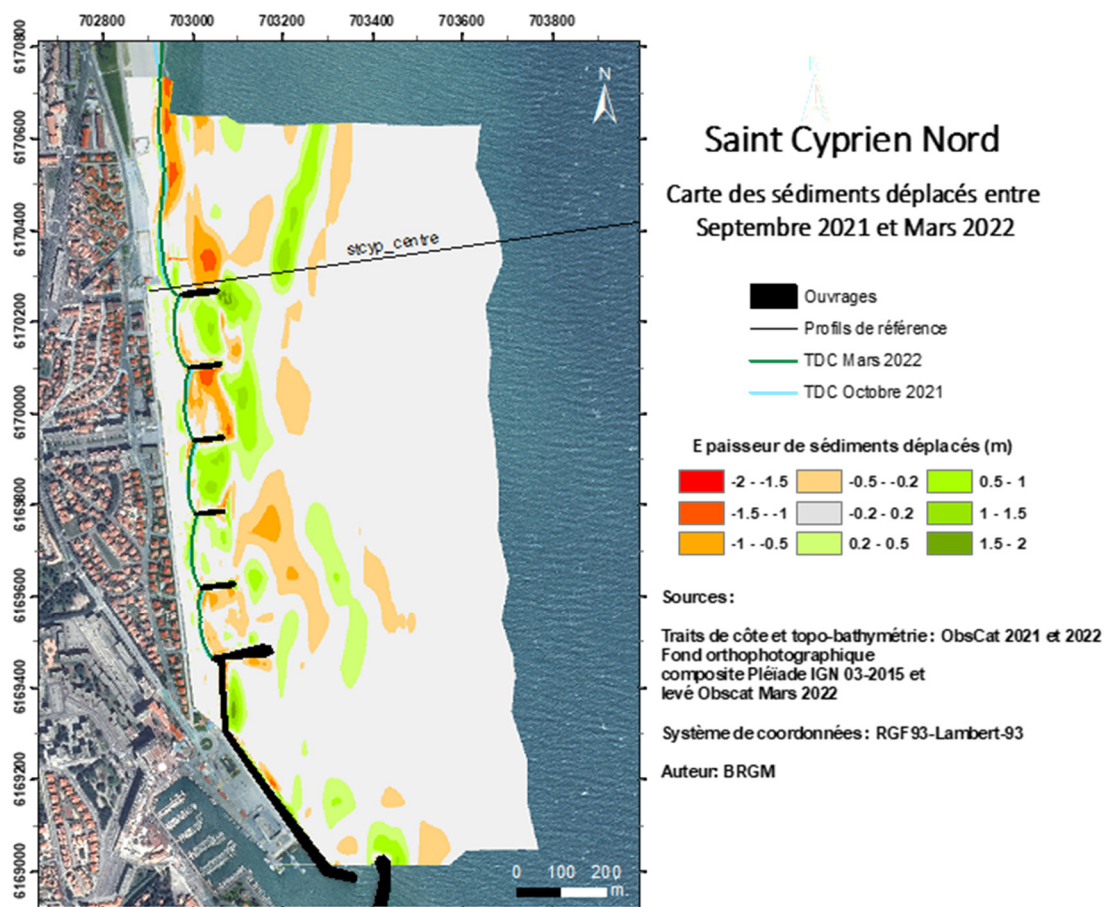 702800 703000 703200 703400 703600 703800
6170800
6170600
6170400
6170200
6170000
6169800
6169600
6169400
6169200
6169000
N
stcyp_centre
0 100 200
m.
Saint Cyprien Nord
Carte des sédiments déplacés entre
Septembre 2021 et Mars 2022
Ouvrages
Profils de référence
TDC Mars 2022
TDC Octobre 2021
Epaisseur de sédiments déplacés (m)
-2 - -1.5 -0.5 - -0.2 0.5 - 1
-1.5 - -1 -0.2 - 0.2 1 - 1.5
-1 - -0.5 0.2 - 0.5 1.5 - 2
Sources :
Traits de côte et topo-bathymétrie : ObsCat 2021 et 2022
Fond orthophotographique
composite Pléïade IGN 03-2015 et
levé Obscat Mars 2022
Système de coordonnées : RGF93-Lambert-93
Auteur: BRGM